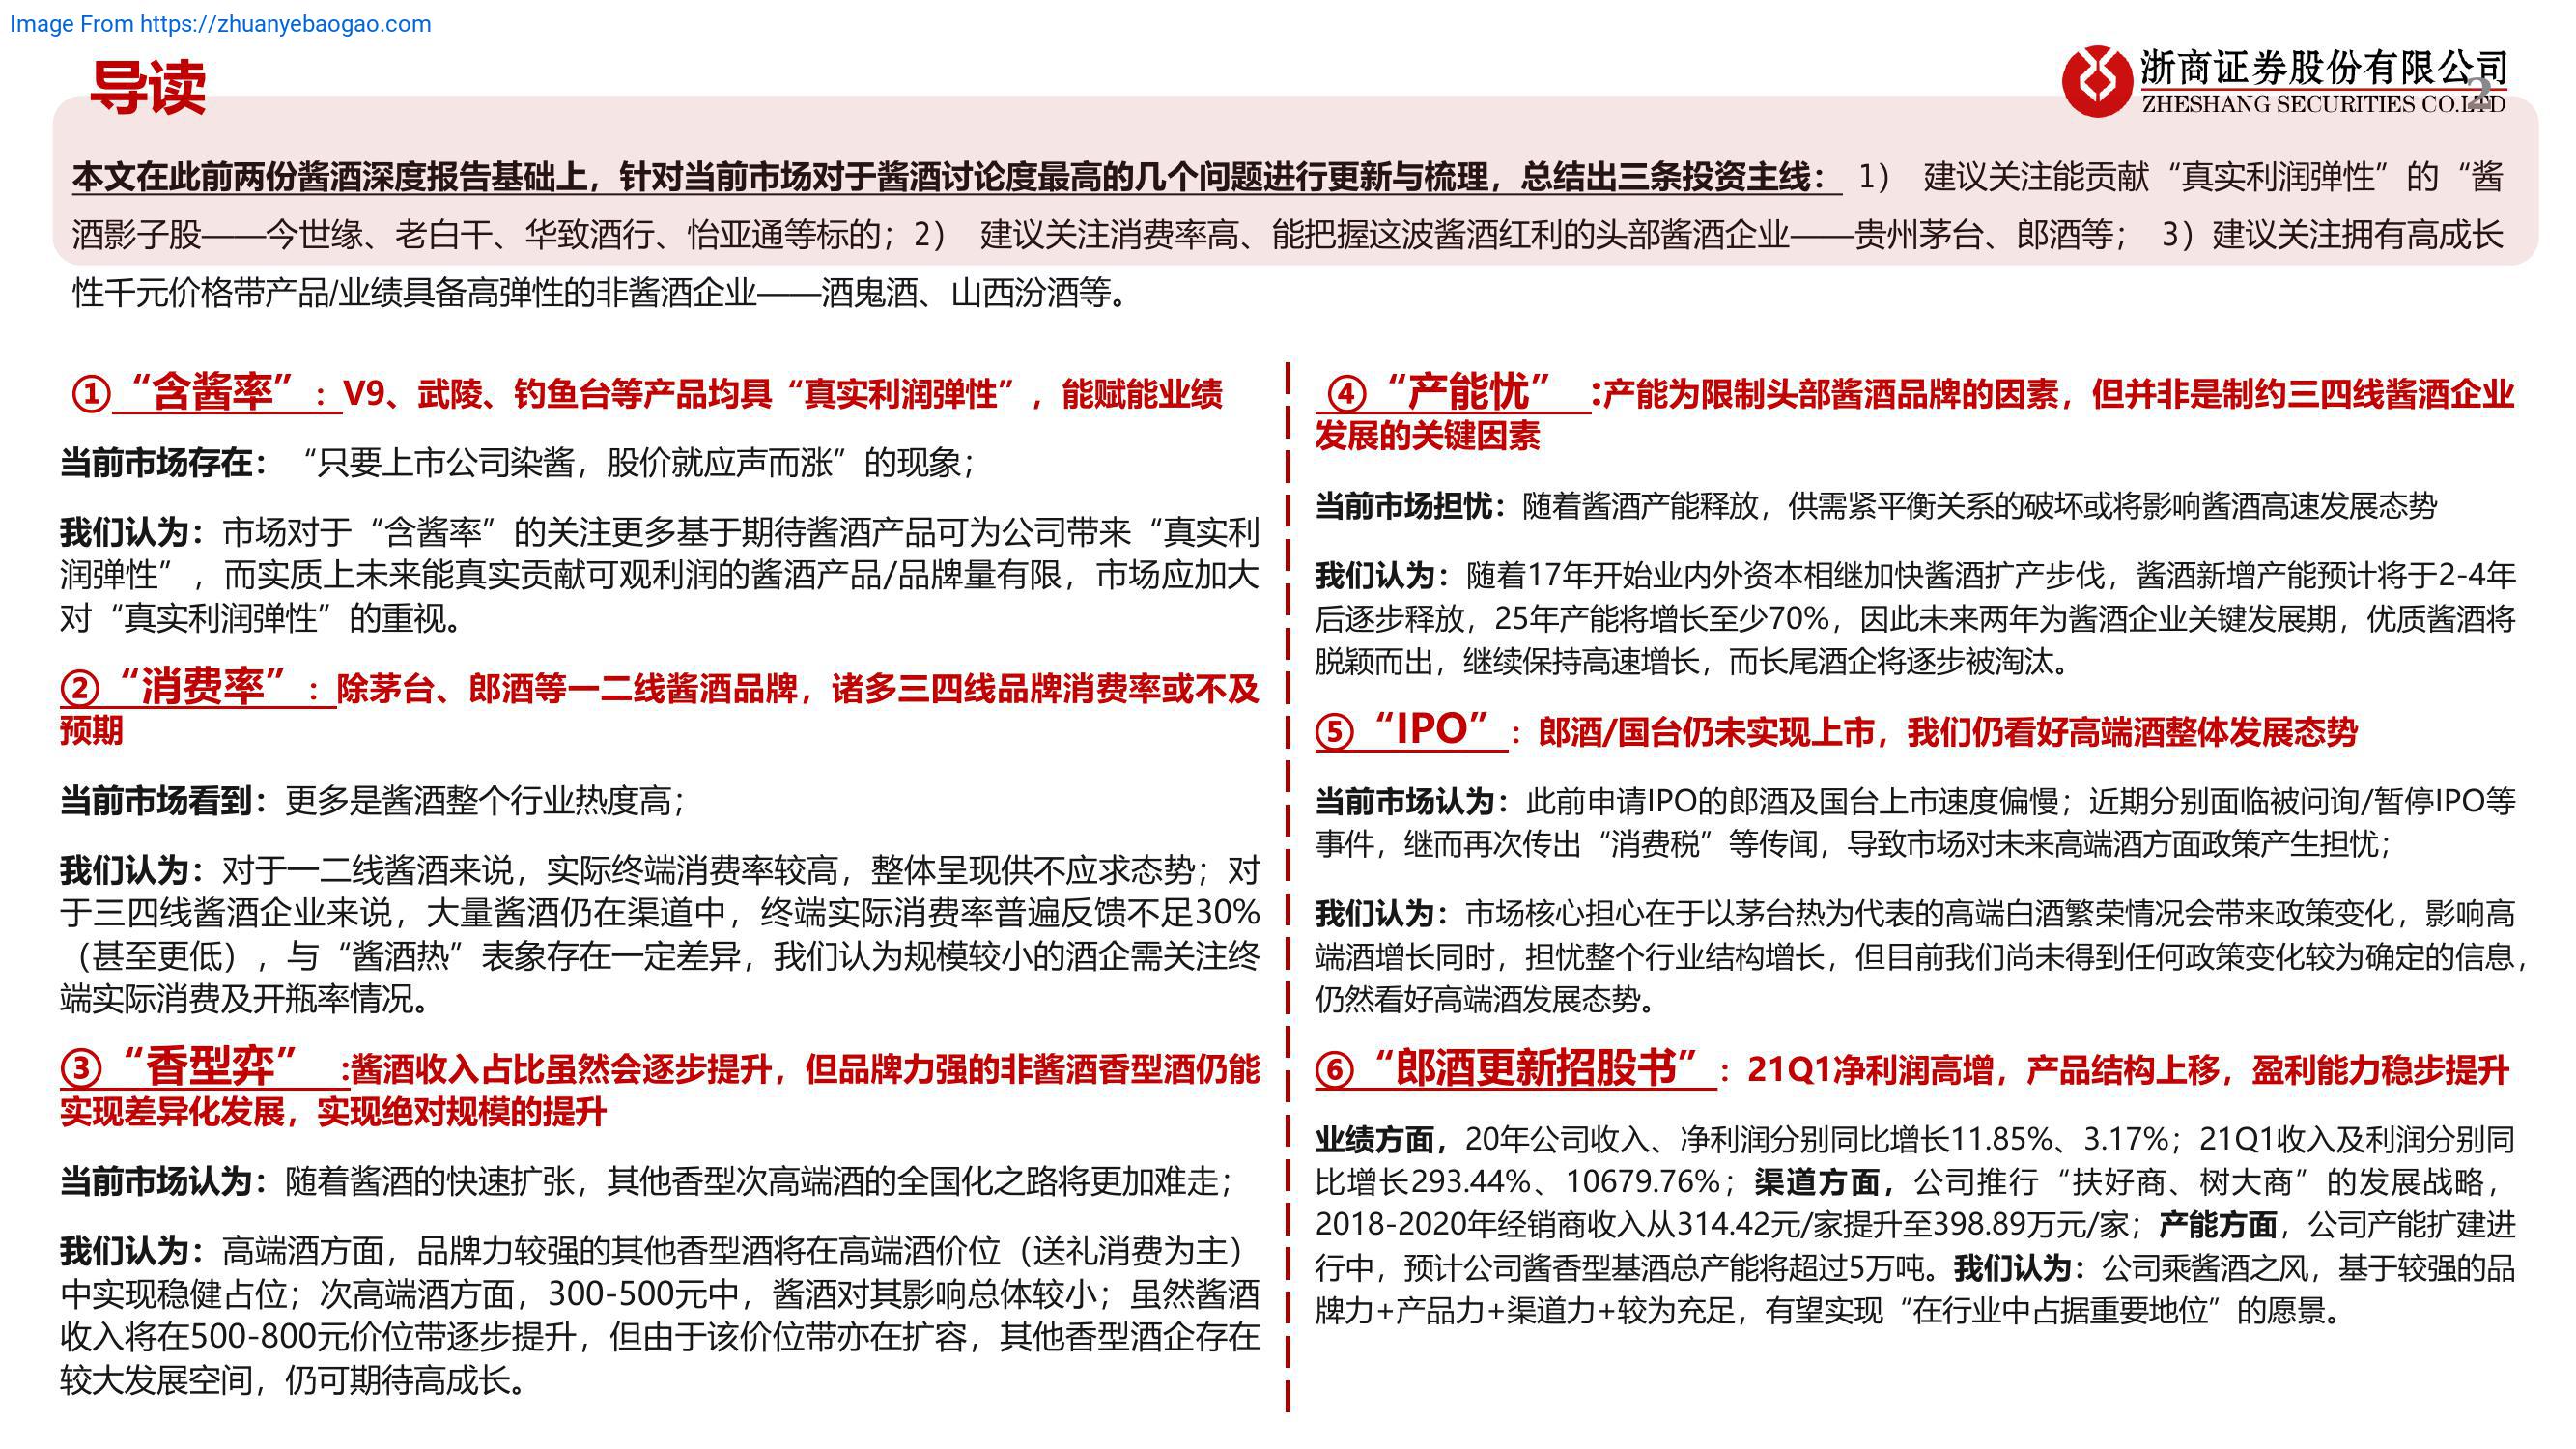 Image From https://zhuanyebaogao.com
导读
浙商证券股份有限公司
ZHESHANG SECURITIES CO.LTD
2
本文在此前两份酱酒深度报告基础上，针对当前市场对于酱酒讨论度最高的几个问题进行更新与梳理，总结出三条投资主线： 1） 建议关注能贡献“真实利润弹性”的“酱
酒影子股——今世缘、老白干、华致酒行、怡亚通等标的；2） 建议关注消费率高、能把握这波酱酒红利的头部酱酒企业——贵州茅台、郎酒等； 3）建议关注拥有高成长
性千元价格带产品/业绩具备高弹性的非酱酒企业——酒鬼酒、山西汾酒等。
①“含酱率”：V9、武陵、钓鱼台等产品均具“真实利润弹性”，能赋能业绩
当前市场存在： “只要上市公司染酱，股价就应声而涨”的现象；
我们认为：市场对于“含酱率”的关注更多基于期待酱酒产品可为公司带来“真实利
润弹性”，而实质上未来能真实贡献可观利润的酱酒产品/品牌量有限，市场应加大
对“真实利润弹性”的重视。
②“消费率”：除茅台、郎酒等一二线酱酒品牌，诸多三四线品牌消费率或不及
预期
当前市场看到：更多是酱酒整个行业热度高；
我们认为：对于一二线酱酒来说，实际终端消费率较高，整体呈现供不应求态势；对
于三四线酱酒企业来说，大量酱酒仍在渠道中，终端实际消费率普遍反馈不足30%
（甚至更低），与“酱酒热”表象存在一定差异，我们认为规模较小的酒企需关注终
端实际消费及开瓶率情况。
③“香型弈” :酱酒收入占比虽然会逐步提升，但品牌力强的非酱酒香型酒仍能
实现差异化发展，实现绝对规模的提升
当前市场认为：随着酱酒的快速扩张，其他香型次高端酒的全国化之路将更加难走；
我们认为：高端酒方面，品牌力较强的其他香型酒将在高端酒价位（送礼消费为主）
中实现稳健占位；次高端酒方面，300-500元中，酱酒对其影响总体较小；虽然酱酒
收入将在500-800元价位带逐步提升，但由于该价位带亦在扩容，其他香型酒企存在
较大发展空间，仍可期待高成长。
④“产能忧” :产能为限制头部酱酒品牌的因素，但并非是制约三四线酱酒企业
发展的关键因素
当前市场担忧：随着酱酒产能释放，供需紧平衡关系的破坏或将影响酱酒高速发展态势
我们认为：随着17年开始业内外资本相继加快酱酒扩产步伐，酱酒新增产能预计将于2-4年
后逐步释放，25年产能将增长至少70%，因此未来两年为酱酒企业关键发展期，优质酱酒将
脱颖而出，继续保持高速增长，而长尾酒企将逐步被淘汰。
⑤“IPO”：郎酒/国台仍未实现上市，我们仍看好高端酒整体发展态势
当前市场认为：此前申请IPO的郎酒及国台上市速度偏慢；近期分别面临被问询/暂停IPO等
事件，继而再次传出“消费税”等传闻，导致市场对未来高端酒方面政策产生担忧；
我们认为：市场核心担心在于以茅台热为代表的高端白酒繁荣情况会带来政策变化，影响高
端酒增长同时，担忧整个行业结构增长，但目前我们尚未得到任何政策变化较为确定的信息，
仍然看好高端酒发展态势。
⑥“郎酒更新招股书”：21Q1净利润高增，产品结构上移，盈利能力稳步提升
业绩方面，20年公司收入、净利润分别同比增长11.85%、3.17%；21Q1收入及利润分别同
比增长293.44%、10679.76%；渠道方面，公司推行“扶好商、树大商”的发展战略，
2018-2020年经销商收入从314.42元/家提升至398.89万元/家；产能方面，公司产能扩建进
行中，预计公司酱香型基酒总产能将超过5万吨。我们认为：公司乘酱酒之风，基于较强的品
牌力+产品力+渠道力+较为充足，有望实现“在行业中占据重要地位”的愿景。